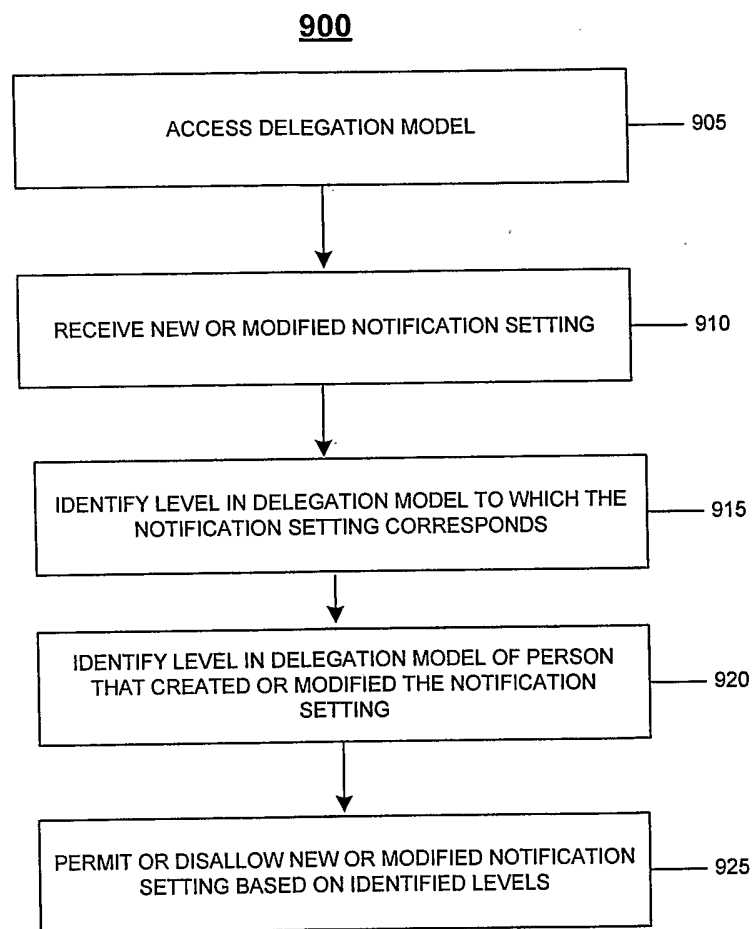 900
ACCESS DELEGATION MODEL
905
RECEIVE NEW OR MODIFIED NOTIFICATION SETTING
910
IDENTIFY LEVEL IN DELEGATION MODEL TO WHICH THE
NOTIFICATION SETTING CORRESPONDS
915
IDENTIFY LEVEL IN DELEGATION MODEL OF PERSON
THAT CREATED OR MODIFIED THE NOTIFICATION
SETTING
920
PERMIT OR DISALLOW NEW OR MODIFIED NOTIFICATION
SETTING BASED ON IDENTIFIED LEVELS
925